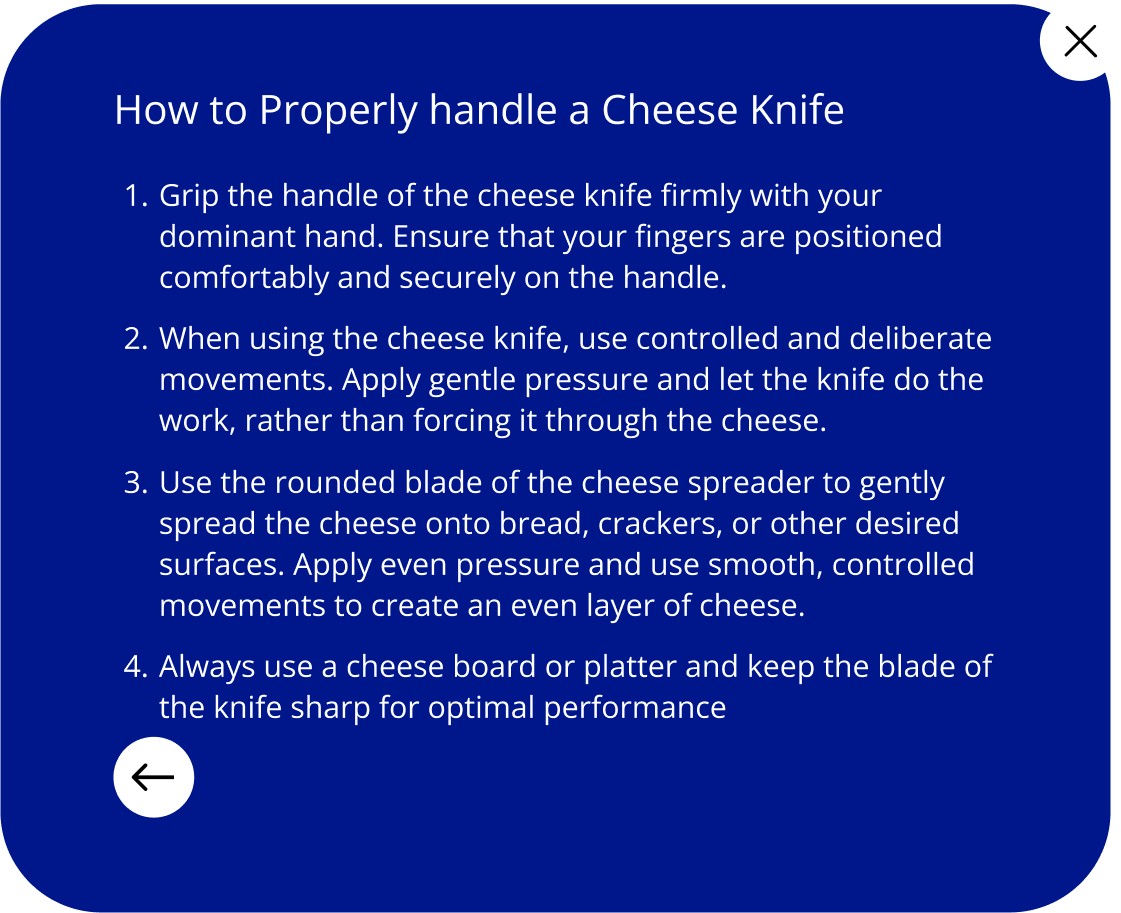 How to Properly handle a Cheese Knife
1. Grip the handle of the cheese knife firmly with your
dominant hand. Ensure that your fingers are positioned
comfortably and securely on the handle.
2. When using the cheese knife, use controlled and deliberate
movements. Apply gentle pressure and let the knife do the
work, rather than forcing it through the cheese.
3. Use the rounded blade of the cheese spreader to gently
spread the cheese onto bread, crackers, or other desired
surfaces. Apply even pressure and use smooth, controlled
movements to create an even layer of cheese.
4. Always use a cheese board or platter and keep the blade of
the knife sharp for optimal performance